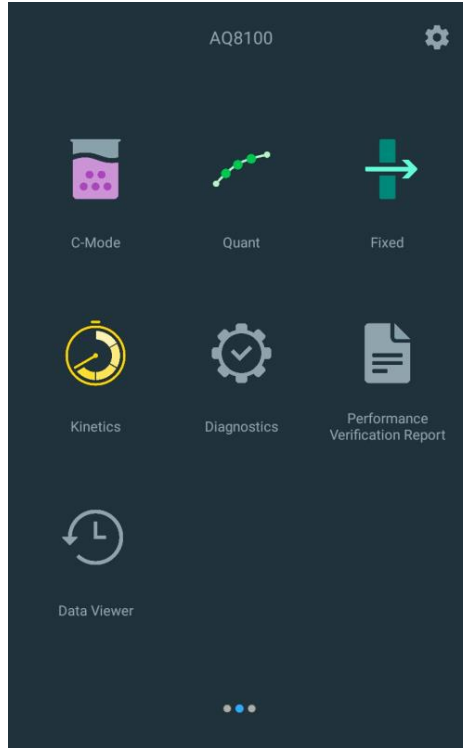 AQ8100
C-Mode
Quant
Fixed
Kinetics
Diagnostics
Performance
Verification Report
Data Viewer